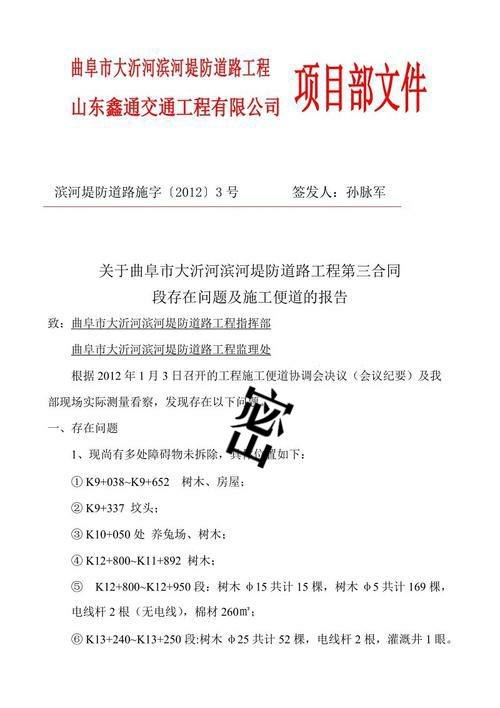 曲阜市大沂河滨河堤防道路工程
山东鑫通交通工程有限公司
项目部文件
滨河堤防道路施字〔2012〕3号 签发人：孙脉军
关于曲阜市大沂河滨河堤防道路工程第三合同
段存在问题及施工便道的报告
致：曲阜市大沂河滨河堤防道路工程指挥部
曲阜市大沂河滨河堤防道路工程监理处
根据 2012 年 1 月 3 日召开的工程施工便道协调会决议（会议纪要）及我
部现场实际测量看察，发现存在以下问
密
一、存在问题
1、现尚有多处障碍物未拆除，具体位置如下：
① K9+038~K9+652 树木、房屋；
② K9+337 坟头；
③ K10+050 处 养兔场、树木；
④ K12+800~K11+892 树木；
⑤ K12+800~K12+950 段：树木 φ15 共计 15 棵，树木 φ5 共计 169 棵，
电线杆 2 根（无电线），棉材 260㎡；
⑥ K13+240~K13+250 段:树木 φ25 共计 52 棵，电线杆 2 根，灌溉井 1 眼。